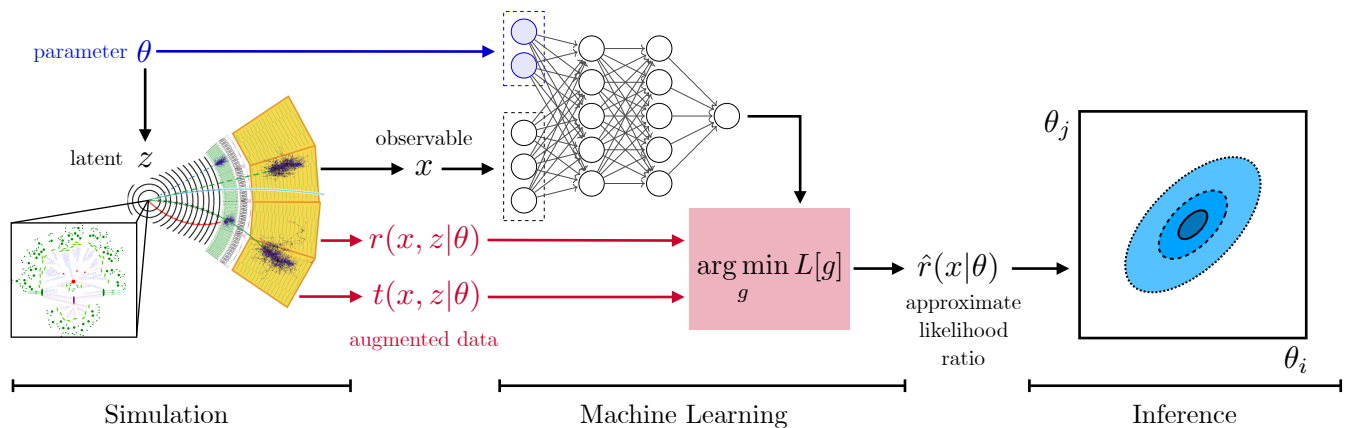 parameter θ
latent z
observable
x
r(x, z|θ)
t(x, z|θ)
augmented data
arg min L[g]
g
r̂(x|θ)
approximate
likelihood
ratio
θj
θi
Simulation
Machine Learning
Inference